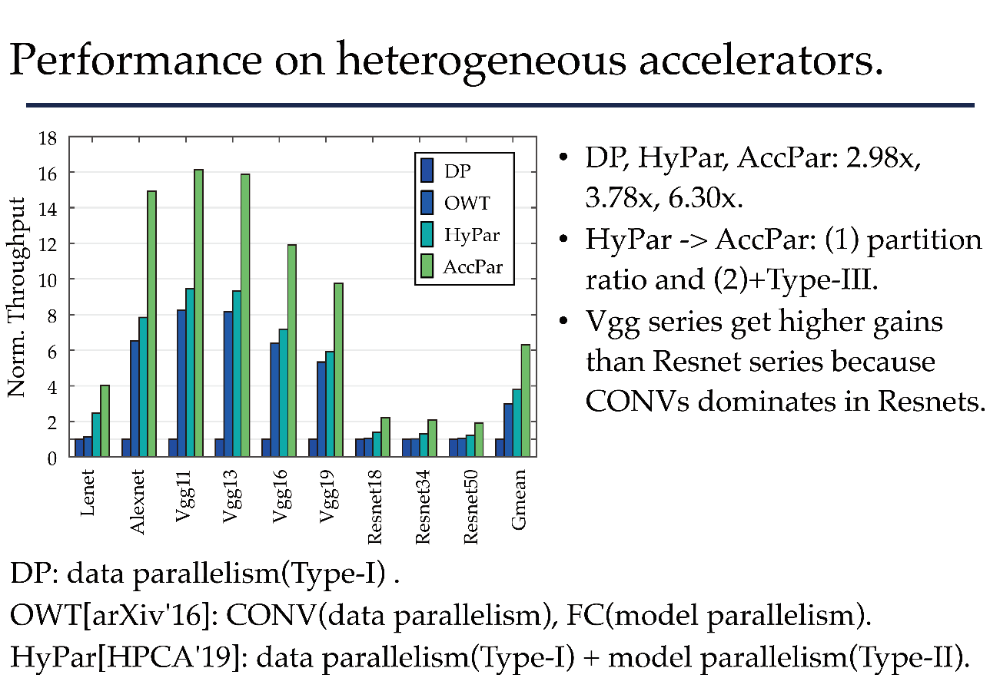 Performance on heterogeneous accelerators.
18
16
14
12
10
8
6
4
2
0
Norm. Throughput
DP
OWT
HyPar
AccPar
Lenet
Alexnet
Vgg11
Vgg13
Vgg16
Vgg19
Resnet18
Resnet34
Resnet50
Gmean
• DP, HyPar, AccPar: 2.98x,
3.78x, 6.30x.
• HyPar -> AccPar: (1) partition
ratio and (2)+Type-III.
• Vgg series get higher gains
than Resnet series because
CONVs dominates in Resnets.
DP: data parallelism(Type-I) .
OWT[arXiv'16]: CONV(data parallelism), FC(model parallelism).
HyPar[HPCA'19]: data parallelism(Type-I) + model parallelism(Type-II).